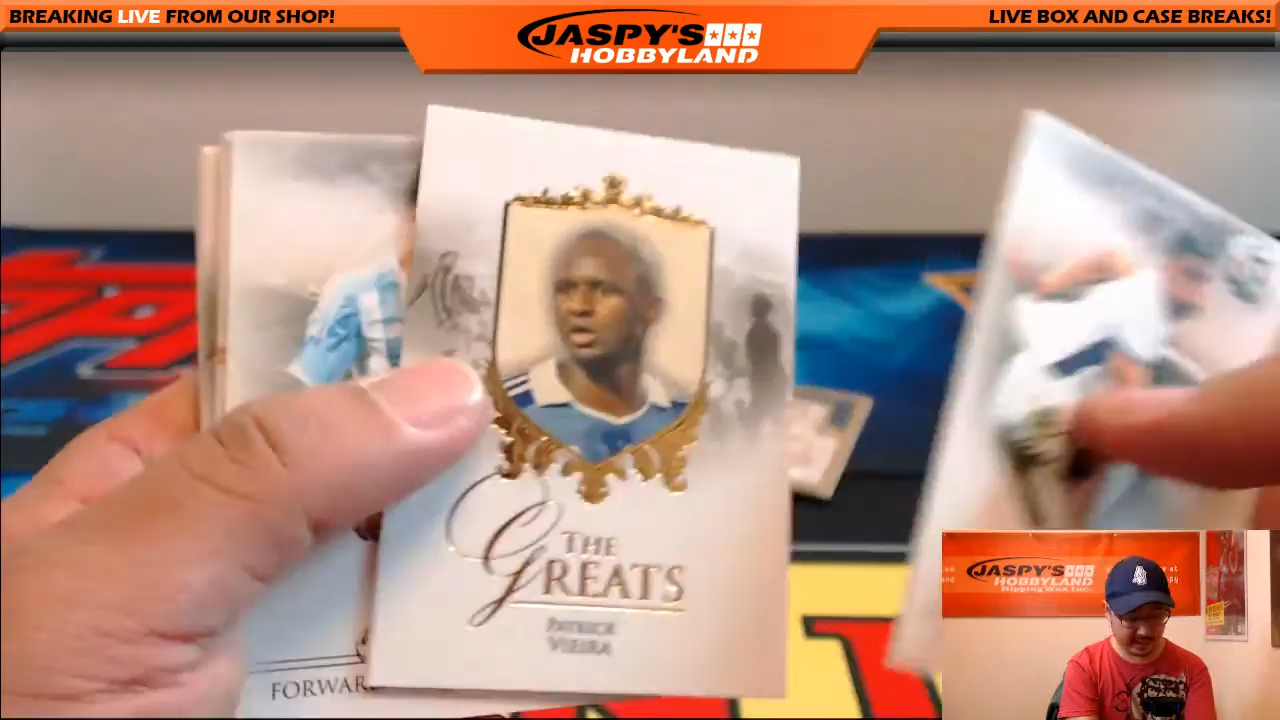 BREAKING LIVE FROM OUR SHOP!
JASPY'S
HOBBYLAND
LIVE BOX AND CASE BREAKS!
THE
GREATS
PATRICK
VIEIRA
FORWAR
JASPY'S
HOBBYLAND
Ripping Wax Inc.